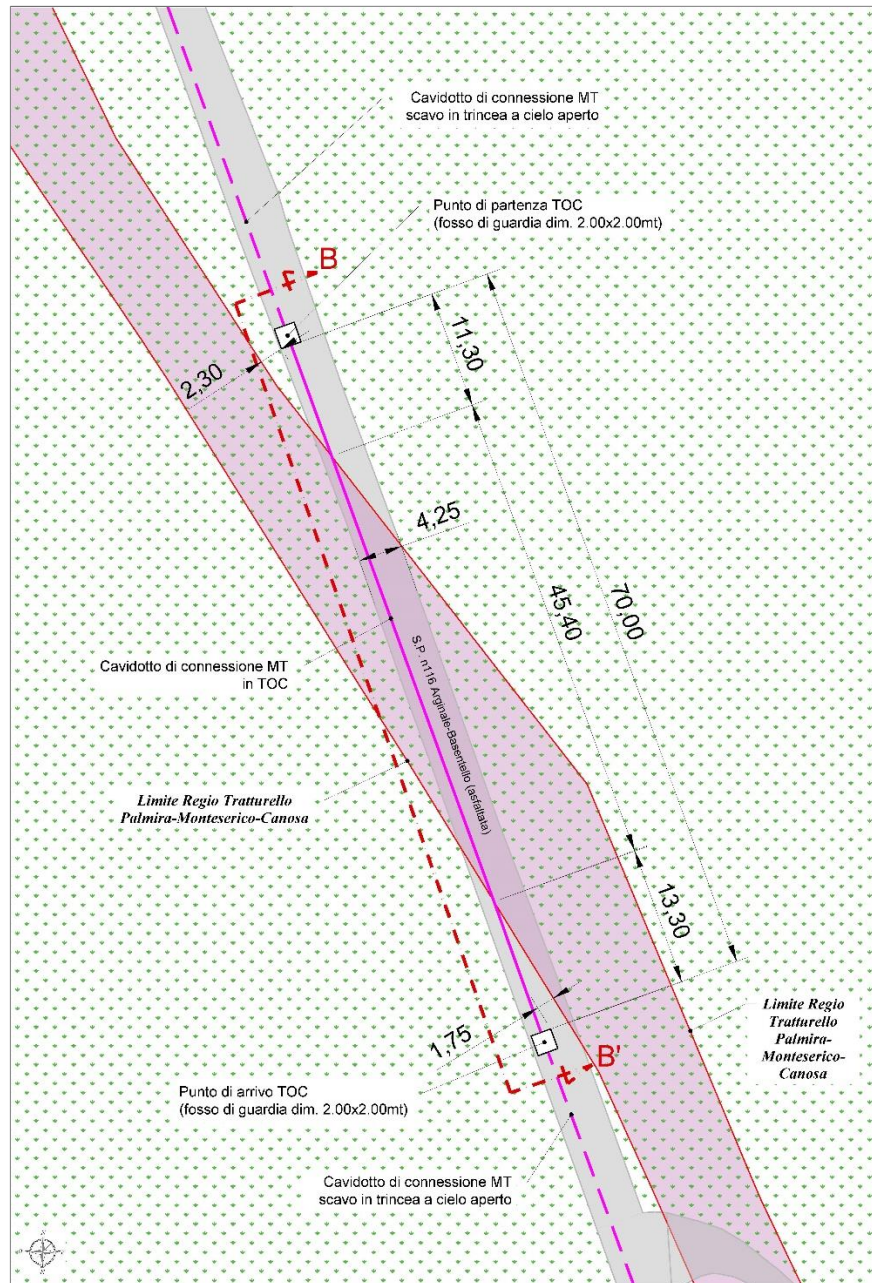 Cavidotto di connessione MT
scavo in trincea a cielo aperto
Punto di partenza TOC
(fosso di guardia dim. 2.00x2.00mt)
B
11,30
2,30
4,25
45,40
70,00
Cavidotto di connessione MT
in TOC
S.P. n116 Arginale-Basentello (asfaltata)
Limite Regio Tratturello
Palmira-Monteserico-Canosa
13,30
Limite Regio
Tratturello
Palmira-
Monteserico-
Canosa
1,75
B'
Punto di arrivo TOC
(fosso di guardia dim. 2.00x2.00mt)
Cavidotto di connessione MT
scavo in trincea a cielo aperto